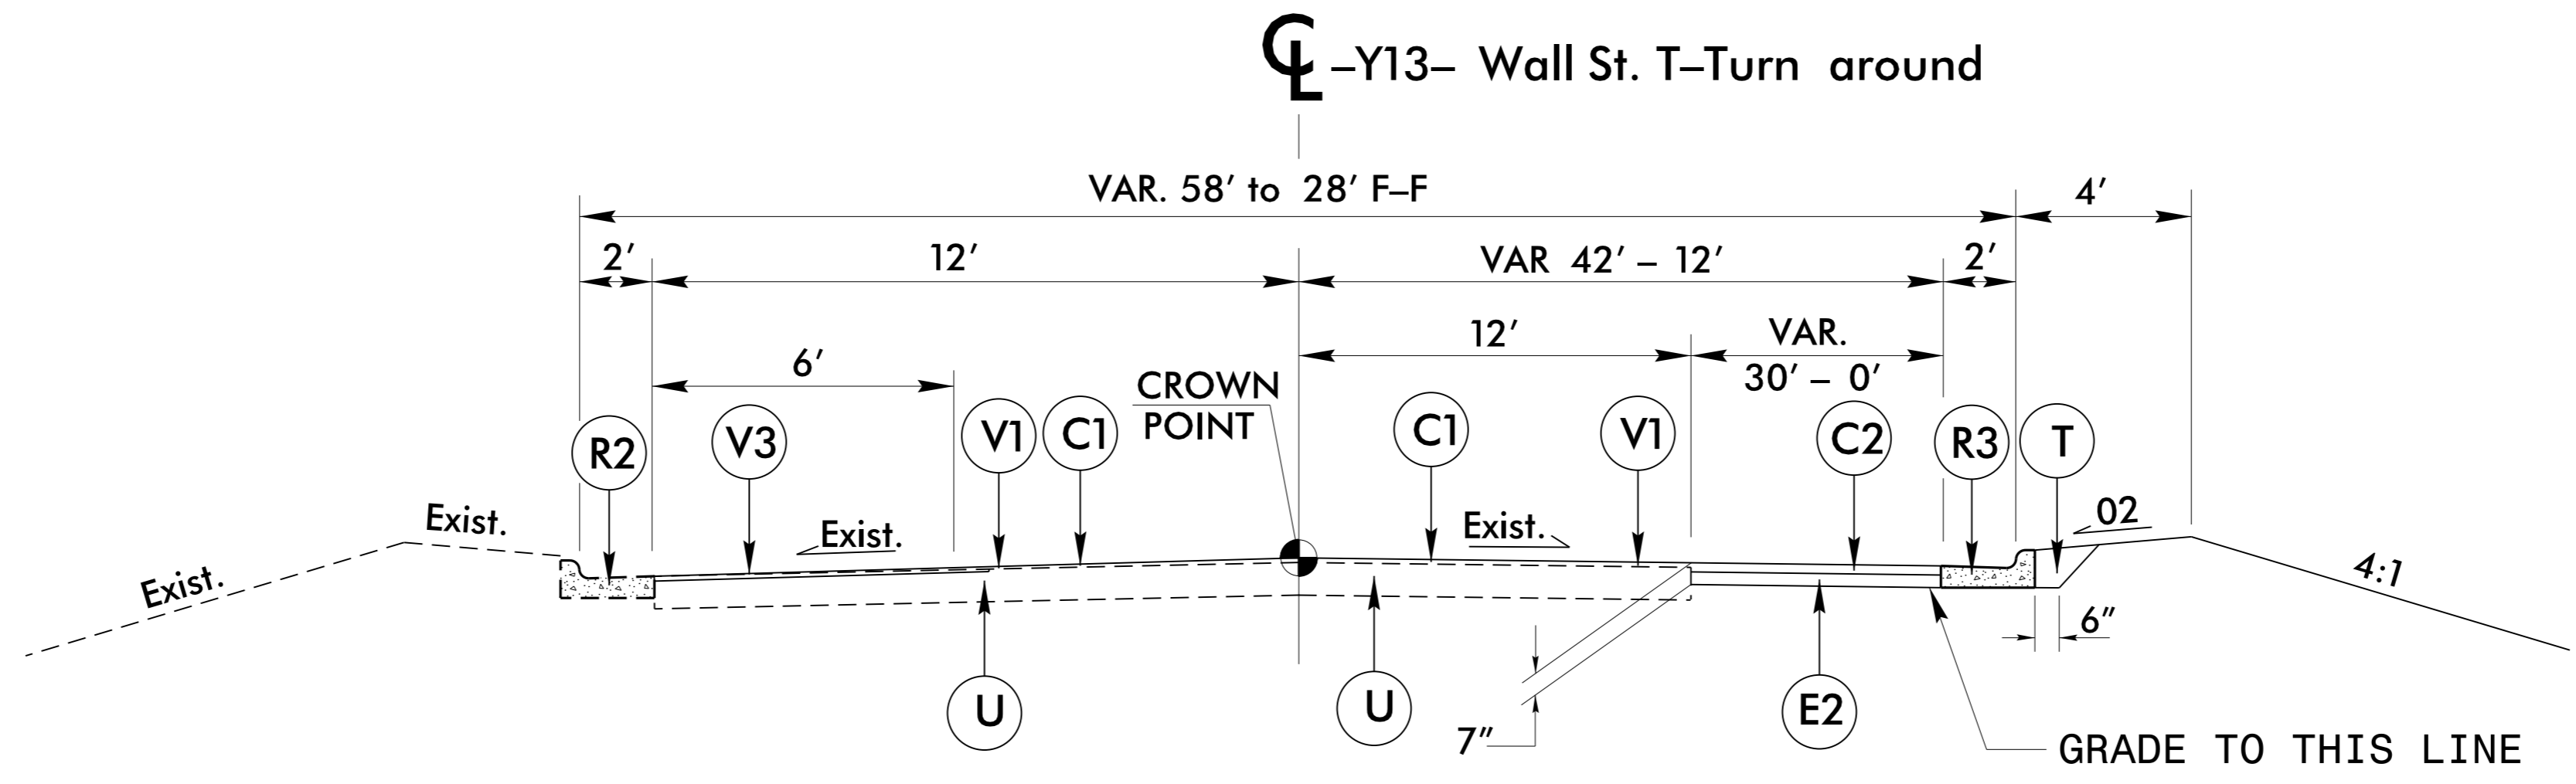 CL –Y13– Wall St. T–Turn around
VAR. 58' to 28' F–F
4'
2'
12'
VAR 42' – 12'
2'
12'
VAR.
30' – 0'
6'
CROWN
POINT
R2
V3
V1
C1
C1
V1
C2
R3
T
Exist.
Exist.
Exist.
Exist.
02
4:1
6"
U
U
E2
7"
GRADE TO THIS LINE